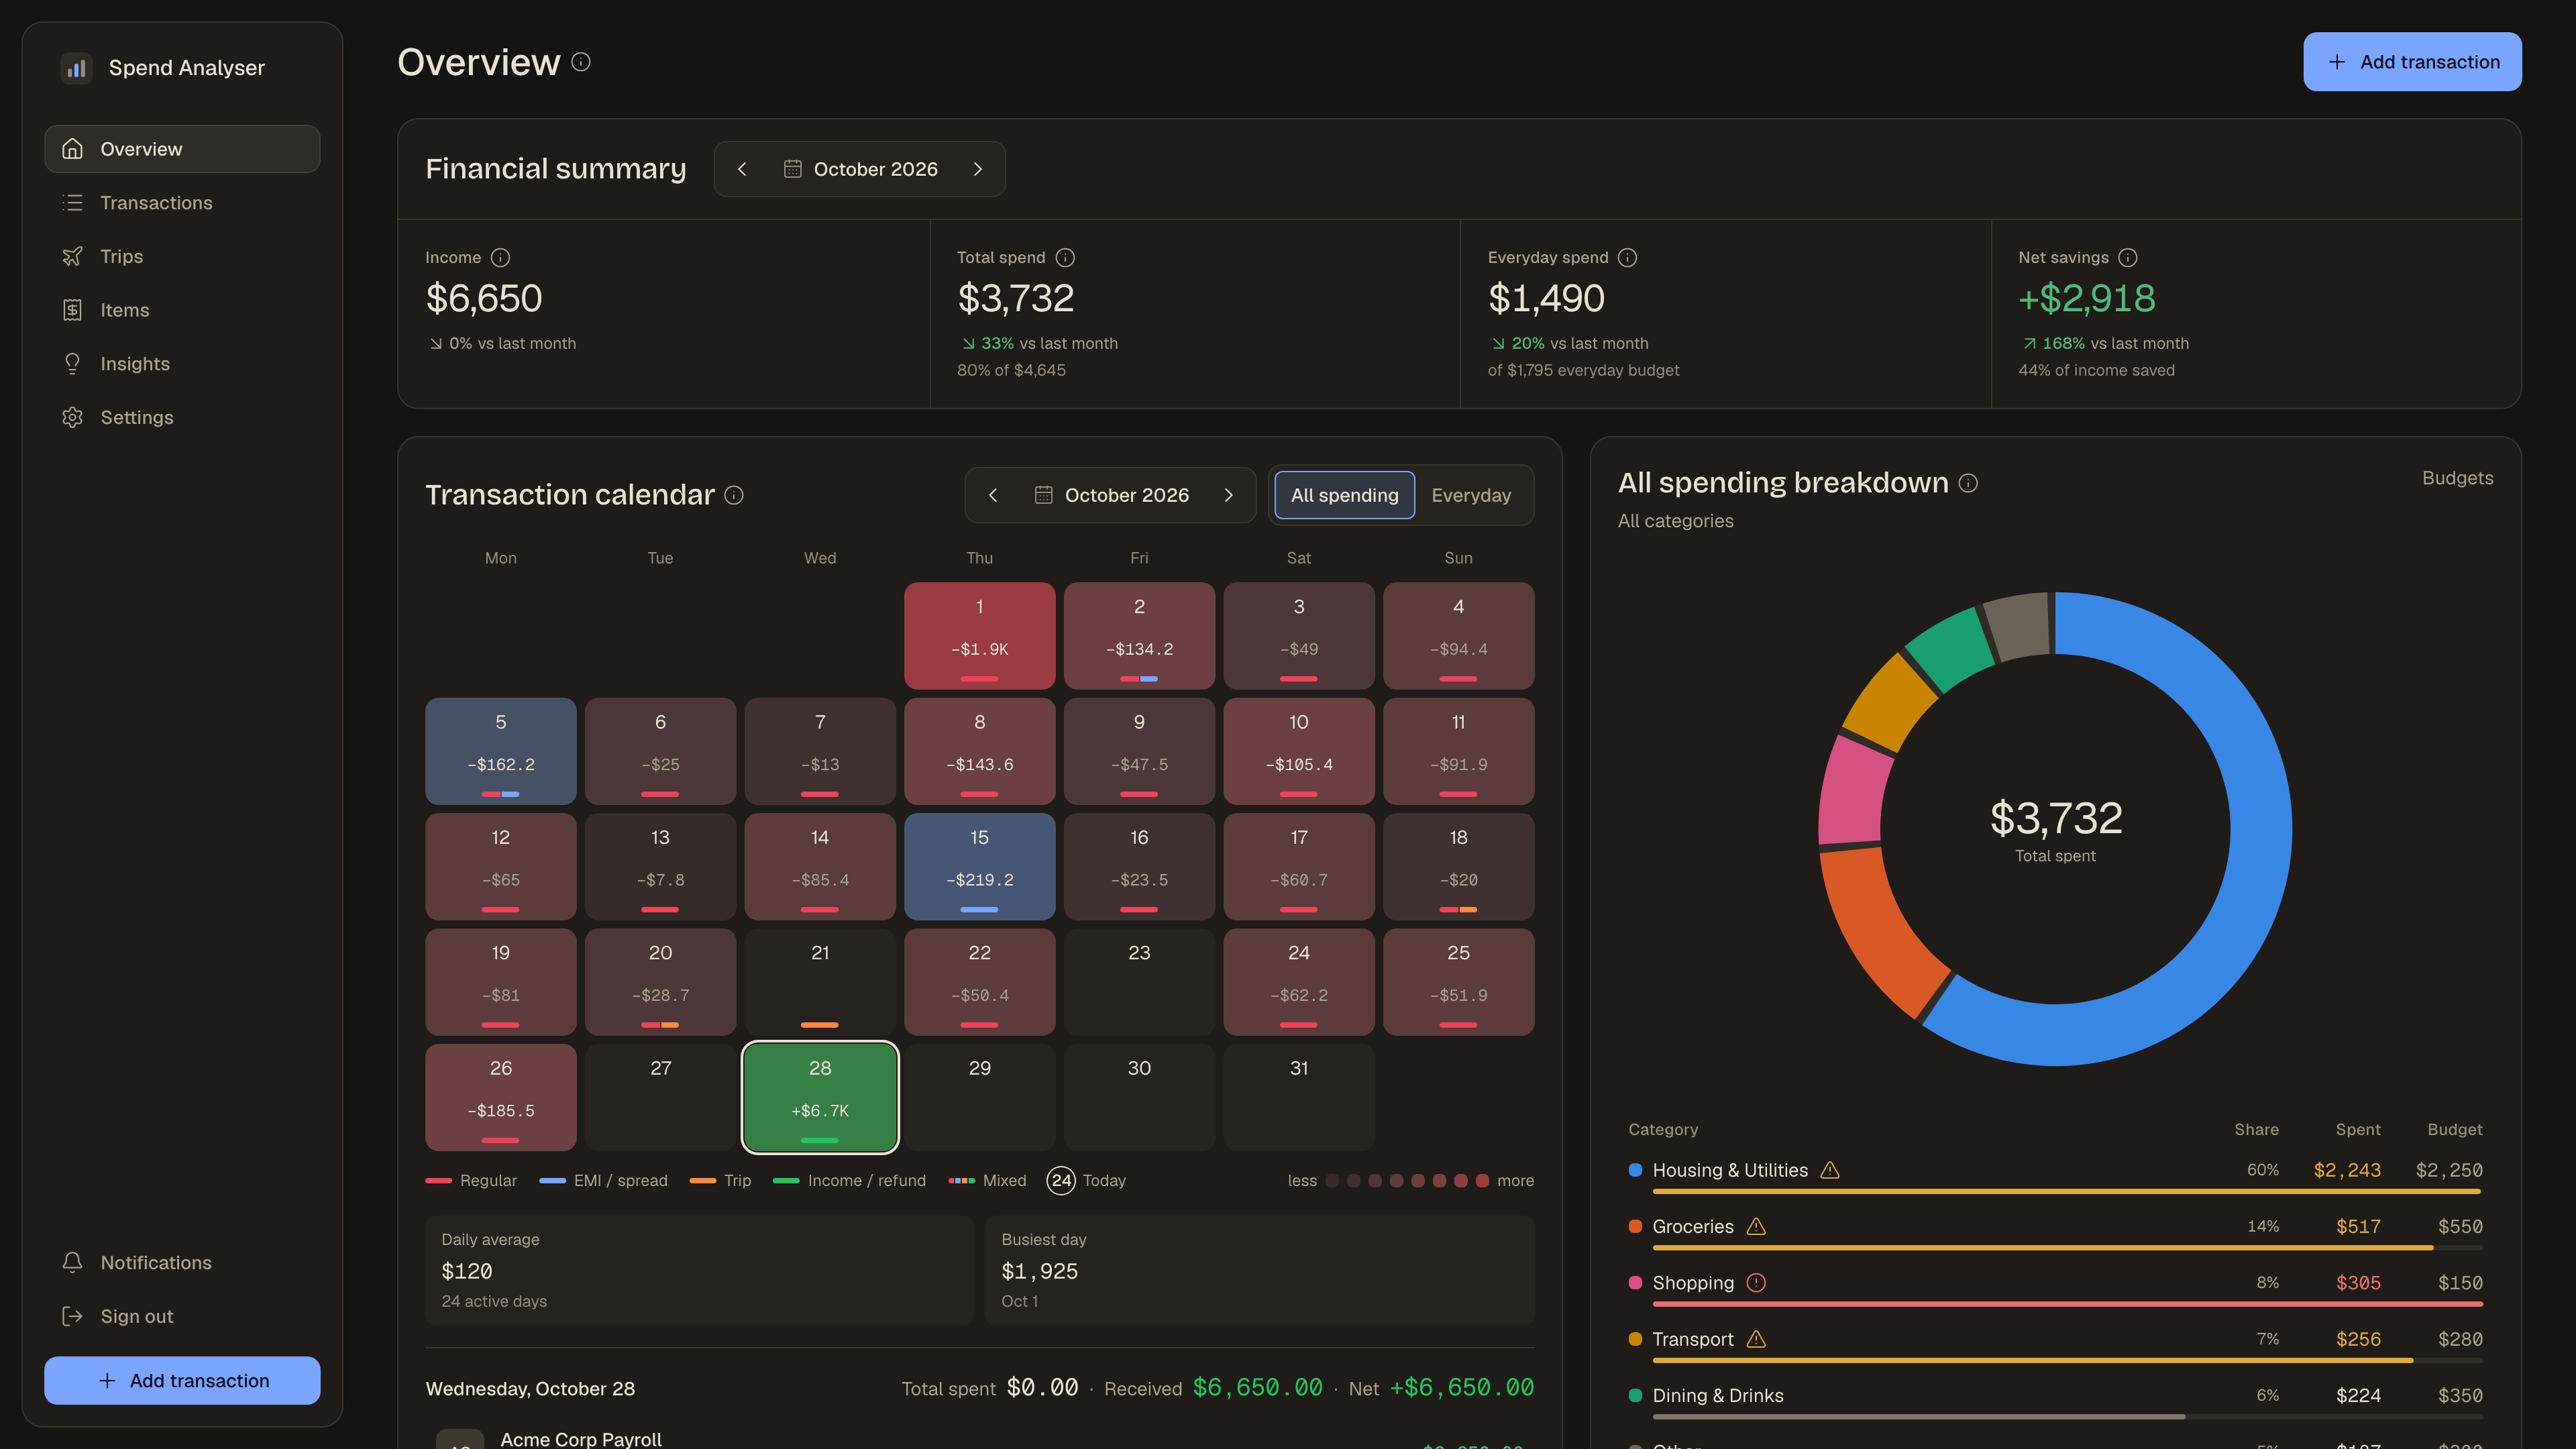 Spend Analyser
Overview
Transactions
Trips
Items
Insights
Settings
Notifications
Sign out
Add transaction
Overview
Add transaction
Financial summary
October 2026
Income
$6,650
0% vs last month
Total spend
$3,732
33% vs last month
80% of $4,645
Everyday spend
$1,490
20% vs last month
of $1,795 everyday budget
Net savings
+$2,918
168% vs last month
44% of income saved
Transaction calendar
October 2026
All spending
Everyday
Mon Tue Wed Thu Fri Sat Sun
1 2 3 4
−$1.9K −$134.2 −$49 −$94.4
5 6 7 8 9 10 11
−$162.2 −$25 −$13 −$143.6 −$47.5 −$105.4 −$91.9
12 13 14 15 16 17 18
−$65 −$7.8 −$85.4 −$219.2 −$23.5 −$60.7 −$20
19 20 21 22 23 24 25
−$81 −$28.7 −$50.4 −$62.2 −$51.9
26 27 28 29 30 31
−$185.5 +$6.7K
Regular EMI / spread Trip Income / refund Mixed 24 Today less more
Daily average
$120
24 active days
Busiest day
$1,925
Oct 1
Wednesday, October 28
Total spent $0.00 · Received $6,650.00 · Net +$6,650.00
Acme Corp Payroll
All spending breakdown
Budgets
All categories
$3,732
Total spent
Category Share Spent Budget
Housing & Utilities 60% $2,243 $2,250
Groceries 14% $517 $550
Shopping 8% $305 $150
Transport 7% $256 $280
Dining & Drinks 6% $224 $350